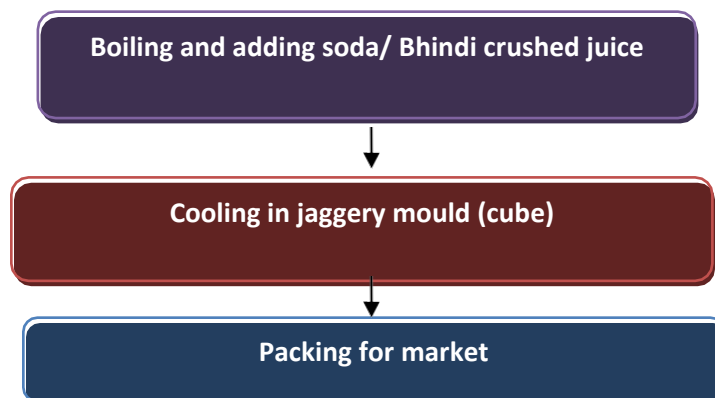 Boiling and adding soda/ Bhindi crushed juice
Cooling in jaggery mould (cube)
Packing for market